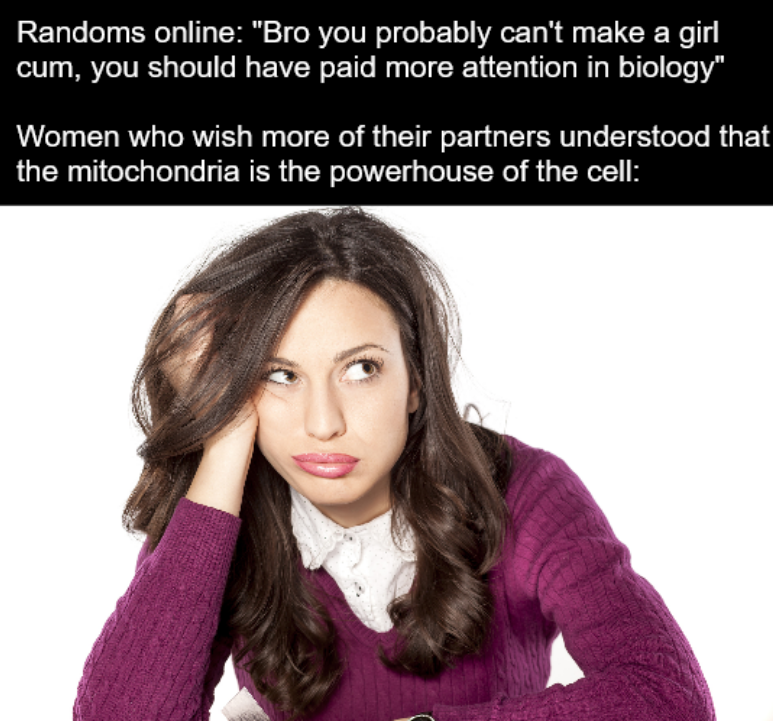 Randoms online: "Bro you probably can't make a girl
cum, you should have paid more attention in biology"
Women who wish more of their partners understood that
the mitochondria is the powerhouse of the cell: